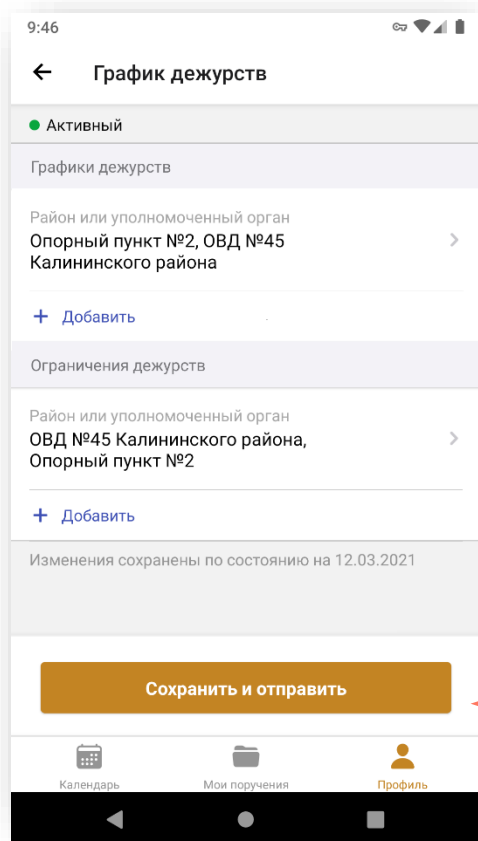 9:46
График дежурств
Активный
Графики дежурств
Район или уполномоченный орган
Опорный пункт №2, ОВД №45
Калининского района
+ Добавить
Ограничения дежурств
Район или уполномоченный орган
ОВД №45 Калининского района,
Опорный пункт №2
+ Добавить
Изменения сохранены по состоянию на 12.03.2021
Сохранить и отправить
Календарь Мои поручения Профиль